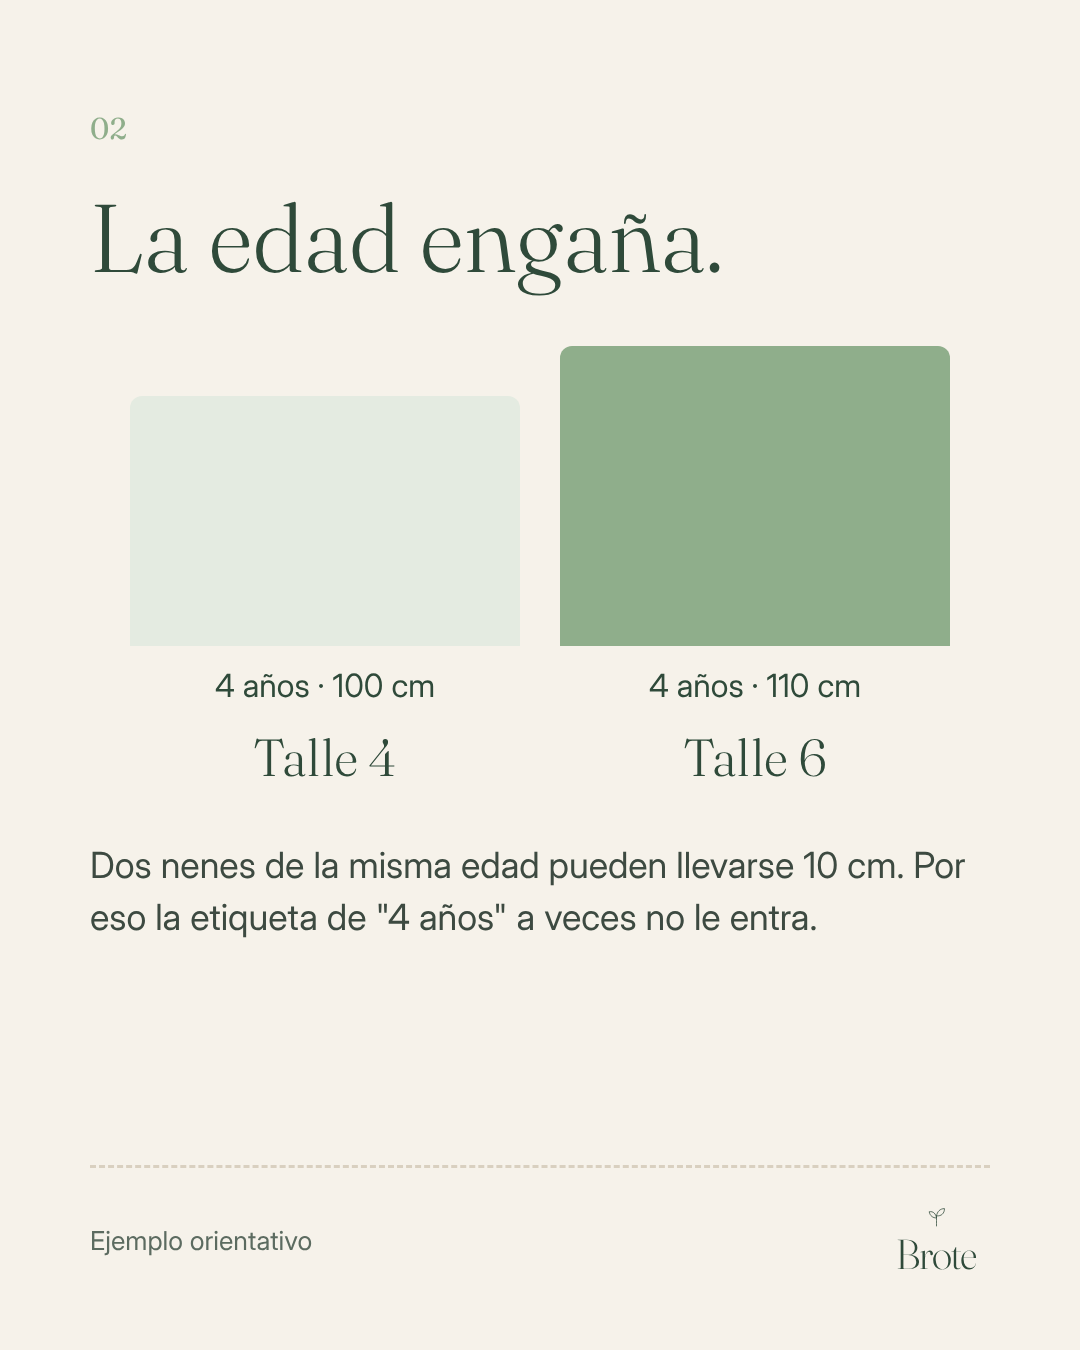 02
La edad engaña.
4 años · 100 cm
4 años · 110 cm
Talle 4
Talle 6
Dos nenes de la misma edad pueden llevarse 10 cm. Por
eso la etiqueta de "4 años" a veces no le entra.
Ejemplo orientativo
Brote